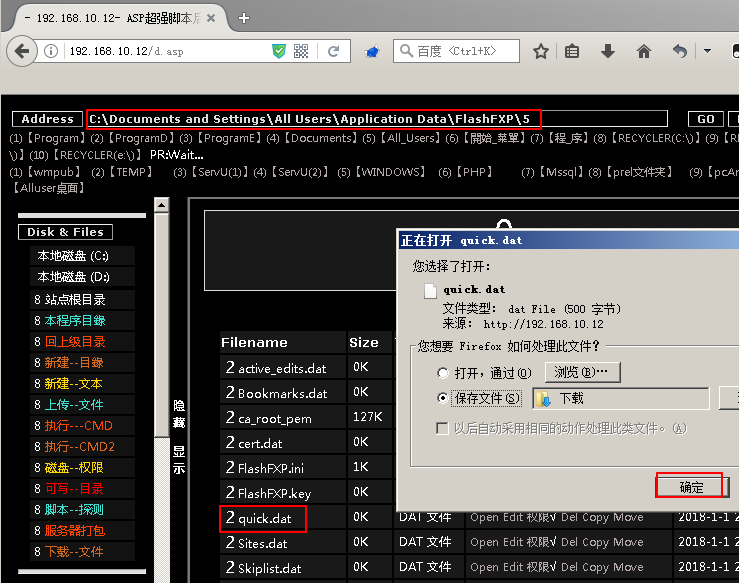 - 192.168.10.12- ASP超强脚本后
192.168.10.12/d.asp
百度 <Ctrl+K>
Address
C:\Documents and Settings\All Users\Application Data\FlashFXP\5
GO
(1)【Program】(2)【ProgramD】(3)【ProgramE】(4)【Documents】(5)【All_Users】(6)【開始_菜單】(7)【程_序】(8)【RECYCLER(C:\)】(9)【R
\)】(10)【RECYCLER(e:\)】 PR:Wait...
(1)【wmpub】 (2)【TEMP】 (3)【ServU(1)】(4)【ServU(2)】 (5)【WINDOWS】 (6)【PHP】 (7)【Mssql】(8)【prel文件夹】 (9)【pcAn
【Alluser桌面】
Disk & Files
本地磁盘 (C:)
本地磁盘 (D:)
8 站点根目录
8 本程序目錄
8 回上级目录
8 新建--目錄
8 新建--文本
8 上传--文件
8 执行---CMD
8 执行--CMD2
8 磁盘--权限
8 可写--目录
8 脚本--探测
8 服务器打包
8 下载--文件
隐藏 显示
Filename Size
2 active_edits.dat 0K
2 Bookmarks.dat 0K
2 ca_root_pem 127K
2 cert.dat 0K
2 FlashFXP.ini 1K
2 FlashFXP.key 0K
2 quick.dat 0K DAT 文件 Open Edit 权限√ Del Copy Move 2018-1-1 2
2 Sites.dat 0K DAT 文件 Open Edit 权限√ Del Copy Move 2018-1-1 2
2 Skiplist.dat 0K DAT 文件 Open Edit 权限√ Del Copy Move 2018-1-1 2
正在打开 quick.dat
您选择了打开:
quick.dat
文件类型: dat File (500 字节)
来源: http://192.168.10.12
您想要 Firefox 如何处理此文件?
打开,通过(O) 浏览(B)...
保存文件(S) 下载
以后自动采用相同的动作处理此类文件。(A)
确定